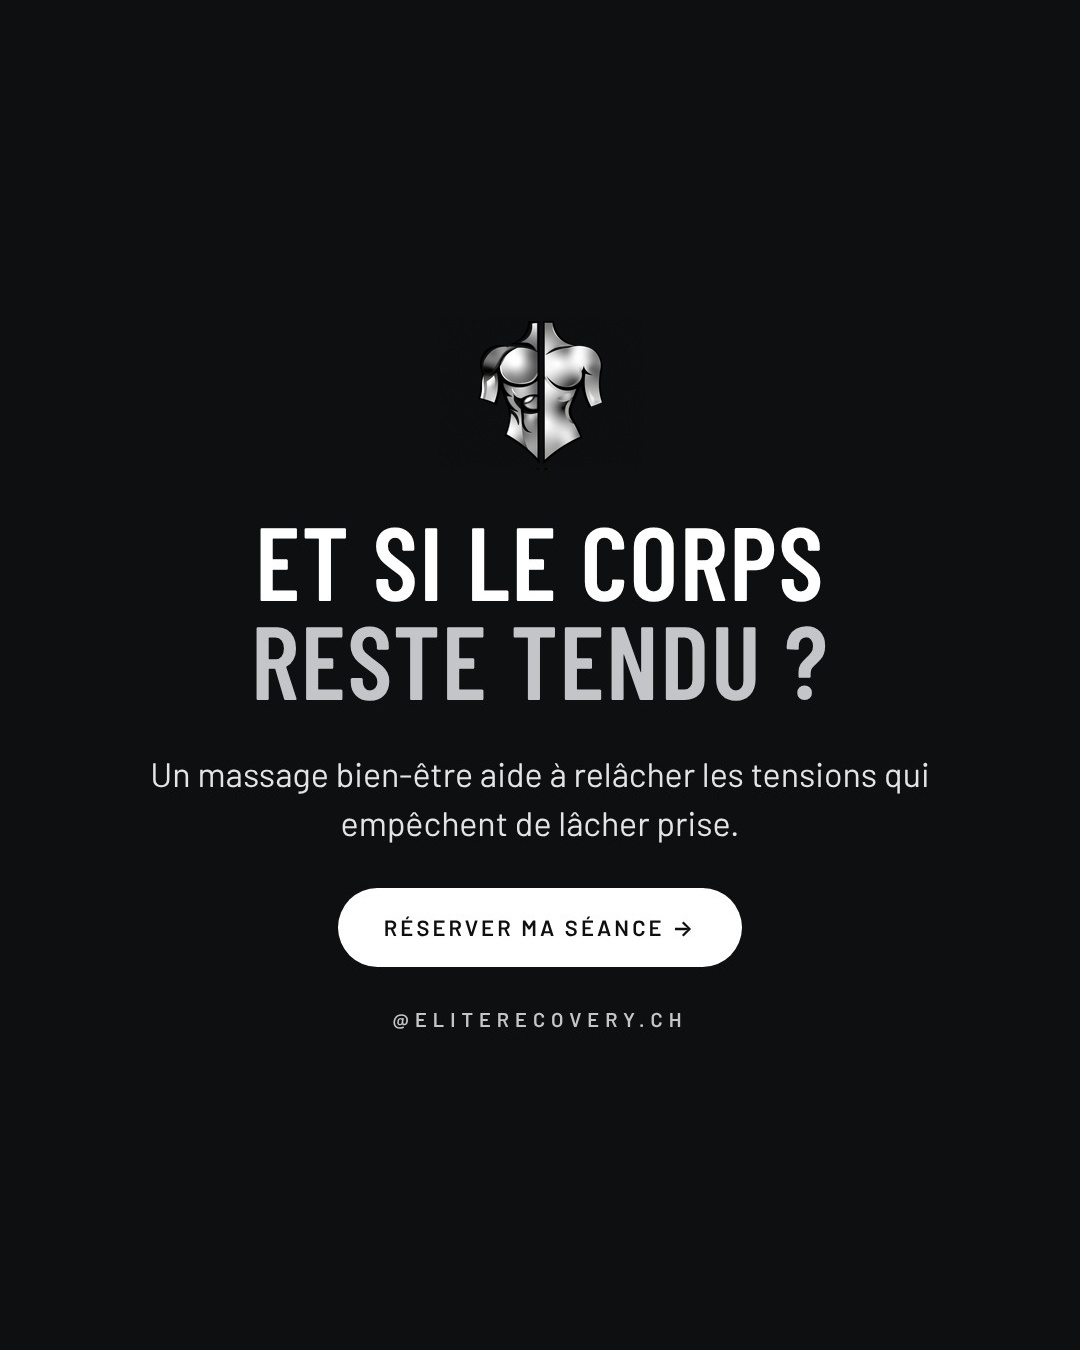 ET SI LE CORPS
RESTE TENDU ?
Un massage bien-être aide à relâcher les tensions qui
empêchent de lâcher prise.
RÉSERVER MA SÉANCE →
@ELITERECOVERY.CH